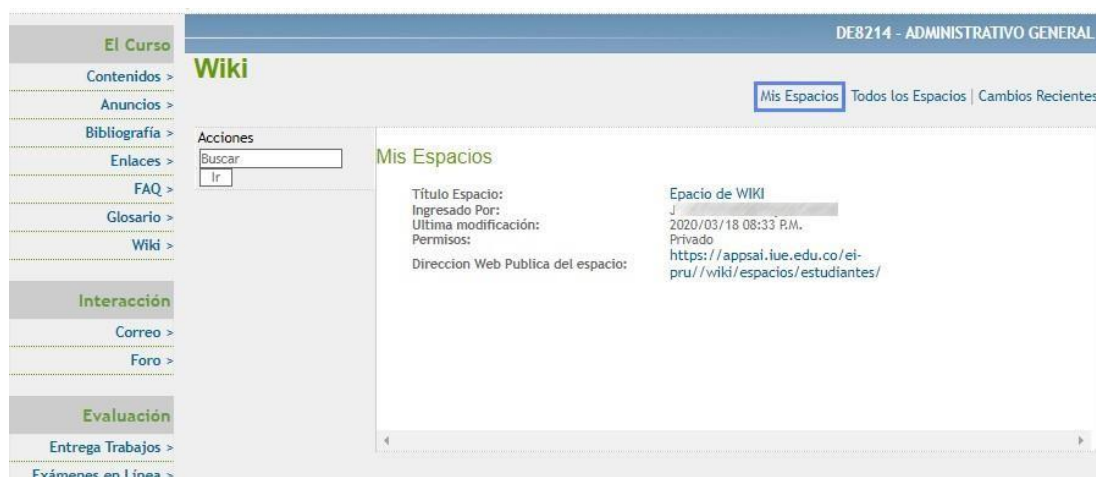 DE8214 - ADMINISTRATIVO GENERAL
El Curso
Contenidos >
Anuncios >
Bibliografía >
Enlaces >
FAQ >
Glosario >
Wiki >
Interacción
Correo >
Foro >
Evaluación
Entrega Trabajos >
Exámenes en Línea >
Wiki
Mis Espacios Todos los Espacios | Cambios Recientes
Acciones
Buscar
Ir
Mis Espacios
Título Espacio: Epacio de WIKI
Ingresado Por: J
Ultima modificación: 2020/03/18 08:33 P.M.
Permisos: Privado
Direccion Web Publica del espacio: https://appsai.iue.edu.co/ei-
pru//wiki/espacios/estudiantes/